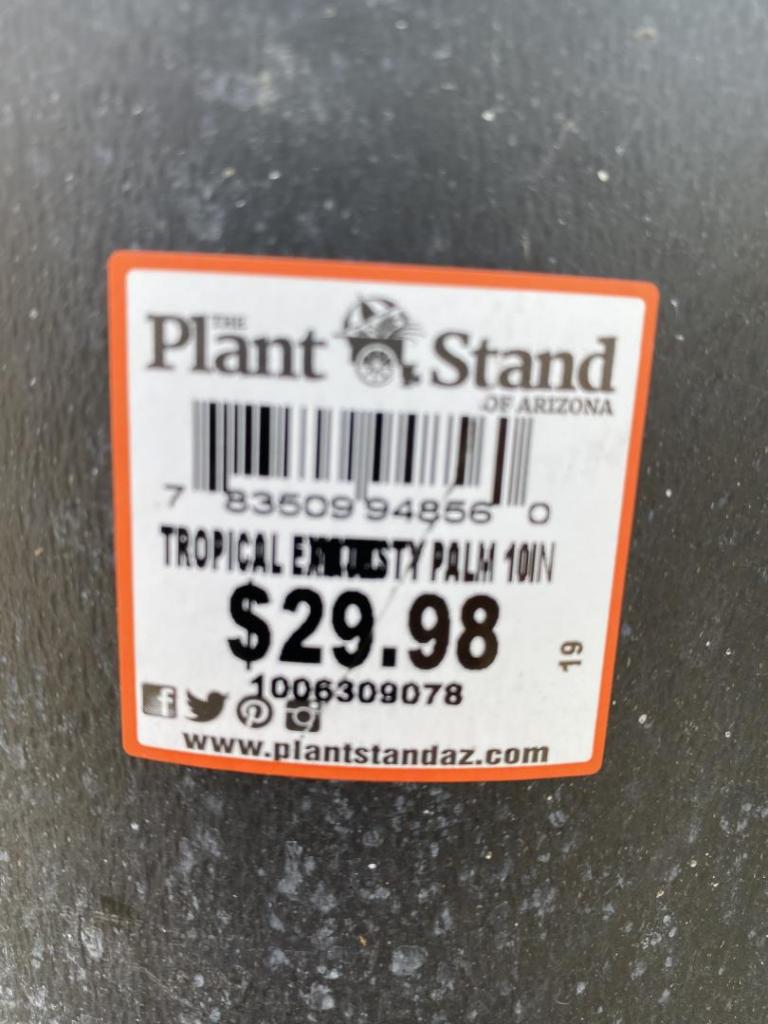 THE
Plant Stand
OF ARIZONA
7 83509 94856 0
TROPICAL PALM 10IN
$29.98
19
1006309078
www.plantstandaz.com